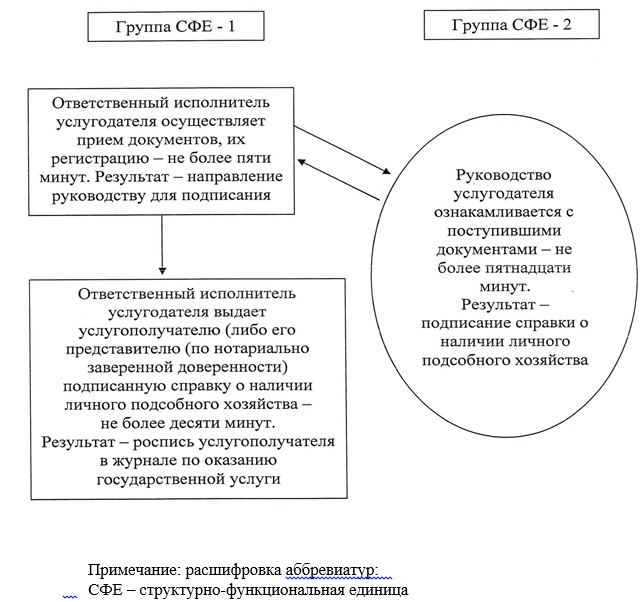 Группа СФЕ - 1
Группа СФЕ - 2
Ответственный исполнитель
услугодателя осуществляет
прием документов, их
регистрацию – не более пяти
минут. Результат – направление
руководству для подписания
Руководство
услугодателя
ознакамливается с
поступившими
документами – не
более пятнадцати
минут.
Результат –
подписание справки о
наличии личного
подсобного хозяйства
Ответственный исполнитель
услугодателя выдает
услугополучателю (либо его
представителю (по нотариально
заверенной доверенности)
подписанную справку о наличии
личного подсобного хозяйства –
не более десяти минут.
Результат – роспись услугополучателя
в журнале по оказанию
государственной услуги
Примечание: расшифровка аббревиатур:
СФЕ – структурно-функциональная единица